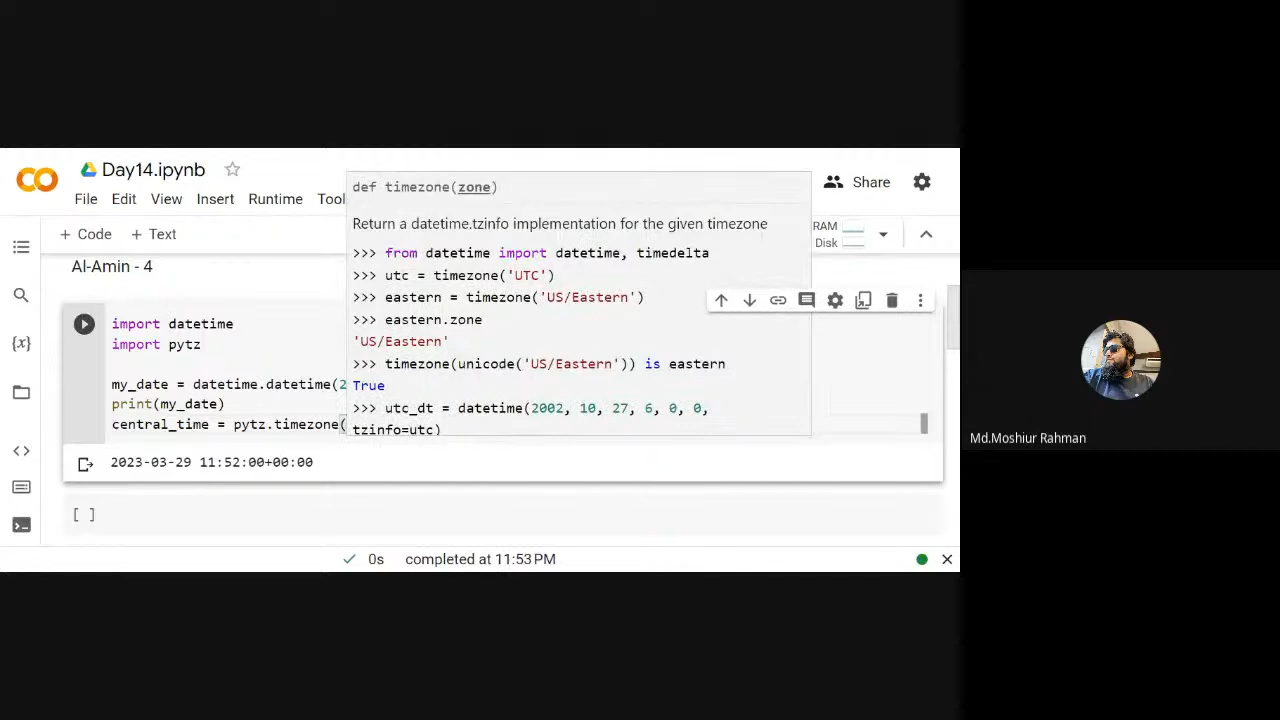 Day14.ipynb
File Edit View Insert Runtime Tool
Share
+ Code + Text
RAM
Disk
Al-Amin - 4
def timezone(zone)
Return a datetime.tzinfo implementation for the given timezone
>>> from datetime import datetime, timedelta
>>> utc = timezone('UTC')
>>> eastern = timezone('US/Eastern')
>>> eastern.zone
'US/Eastern'
>>> timezone(unicode('US/Eastern')) is eastern
True
>>> utc_dt = datetime(2002, 10, 27, 6, 0, 0,
tzinfo=utc)
import datetime
import pytz
my_date = datetime.datetime(2
print(my_date)
central_time = pytz.timezone(
2023-03-29 11:52:00+00:00
[ ]
0s completed at 11:53 PM
Md.Moshiur Rahman